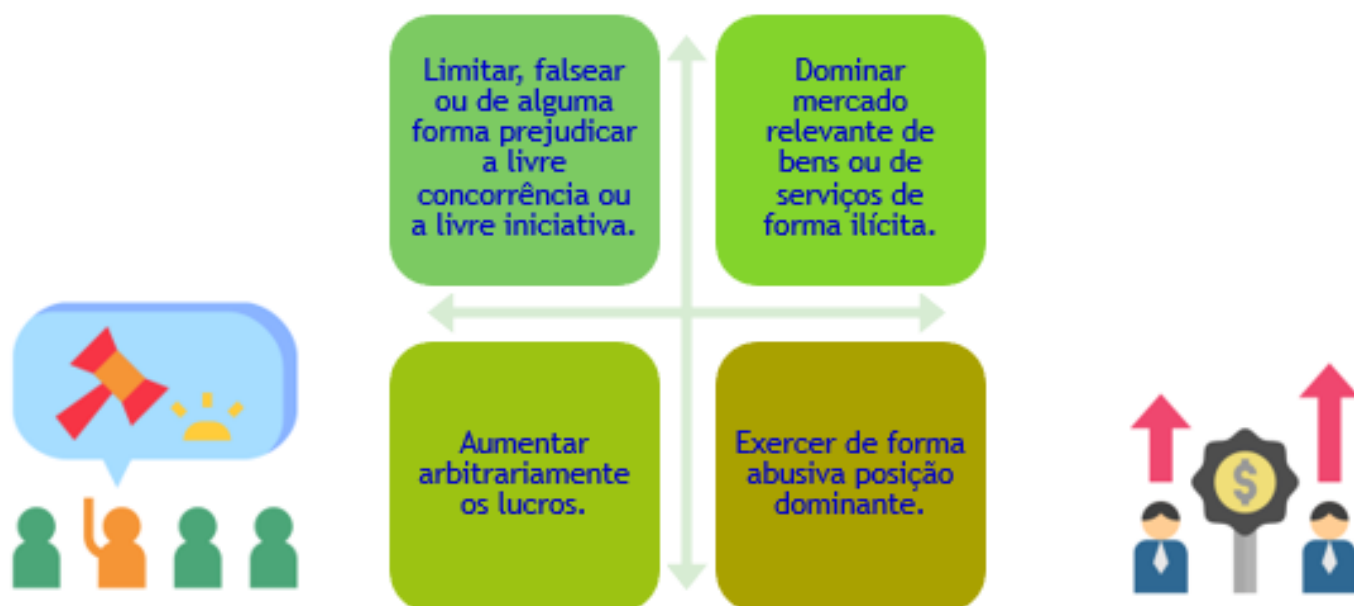 Limitar, falsear
ou de alguma
forma prejudicar
a livre
concorrência ou
a livre iniciativa.
Dominar
mercado
relevante de
bens ou de
serviços de
forma ilícita.
Aumentar
arbitrariamente
os lucros.
Exercer de forma
abusiva posição
dominante.
$